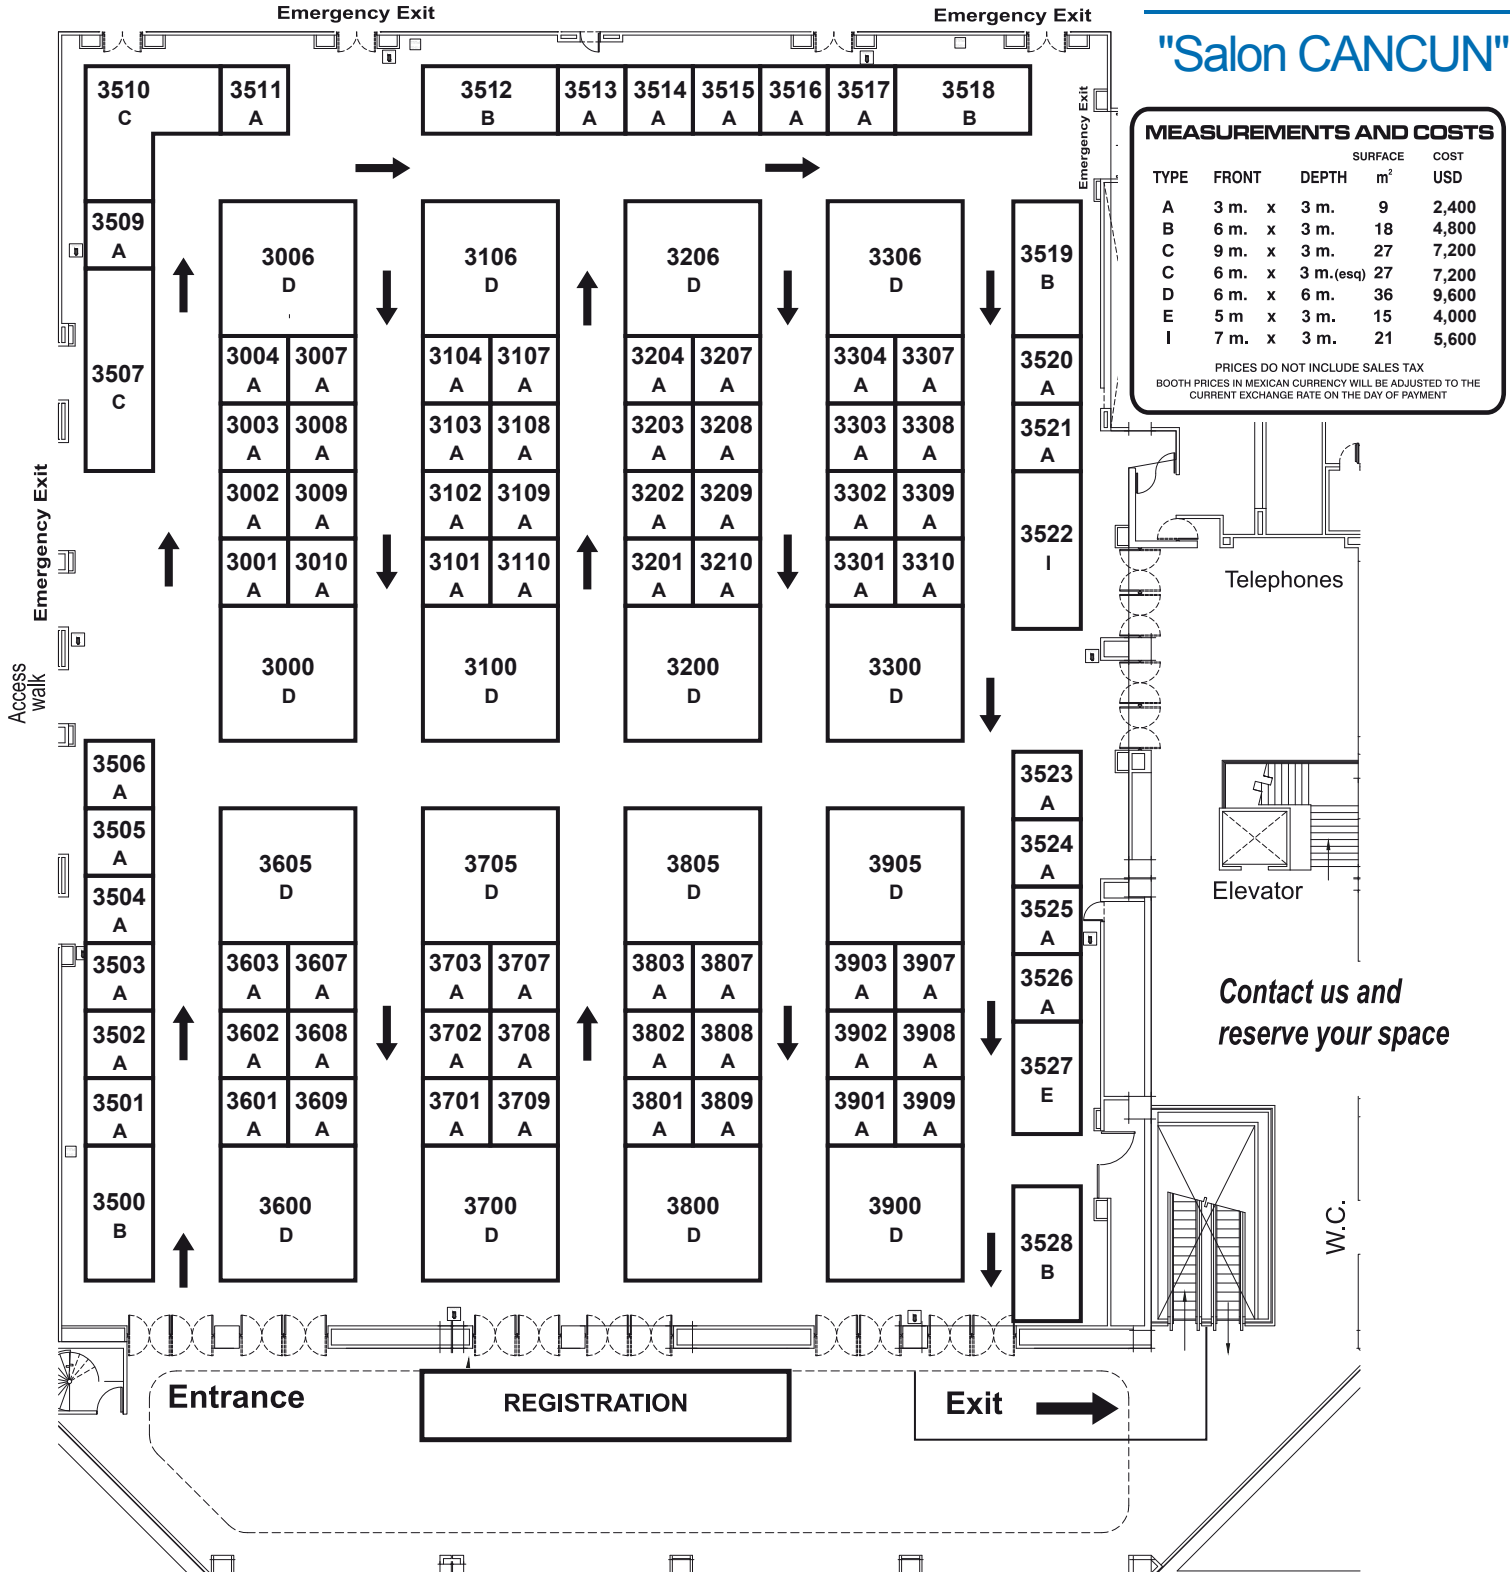 Emergency Exit
Emergency Exit
"Salon CANCUN"
3510 3511 3512 3513 3514 3515 3516 3517 3518
C A B A A A A A B
Emergency Exit
MEASUREMENTS AND COSTS
SURFACE COST
TYPE FRONT DEPTH m² USD
A 3 m. x 3 m. 9 2,400
B 6 m. x 3 m. 18 4,800
C 9 m. x 3 m. 27 7,200
C 6 m. x 3 m.(esq) 27 7,200
D 6 m. x 6 m. 36 9,600
E 5 m x 3 m. 15 4,000
I 7 m. x 3 m. 21 5,600
PRICES DO NOT INCLUDE SALES TAX
BOOTH PRICES IN MEXICAN CURRENCY WILL BE ADJUSTED TO THE
CURRENT EXCHANGE RATE ON THE DAY OF PAYMENT
3509
A
3006 3106 3206 3306 3519
D D D D B
3507
C
3004 3007 3104 3107 3204 3207 3304 3307 3520
A A A A A A A A A
3003 3008 3103 3108 3203 3208 3303 3308 3521
A A A A A A A A A
3002 3009 3102 3109 3202 3209 3302 3309
A A A A A A A A
3522
I
3001 3010 3101 3110 3201 3210 3301 3310
A A A A A A A A
Emergency Exit
Telephones
3000 3100 3200 3300
D D D D
Access
walk
3506 3523
A A
3505 3524
A A
3605 3705 3805 3905
D D D D
Elevator
3504 3525
A A
3503 3603 3607 3703 3707 3803 3807 3903 3907 3526
A A A A A A A A A A
Contact us and
reserve your space
3502 3602 3608 3702 3708 3802 3808 3902 3908
A A A A A A A A A
3527
E
3501 3601 3609 3701 3709 3801 3809 3901 3909
A A A A A A A A A
3500 3600 3700 3800 3900
B D D D D
3528
B
W.C.
Entrance
REGISTRATION
Exit